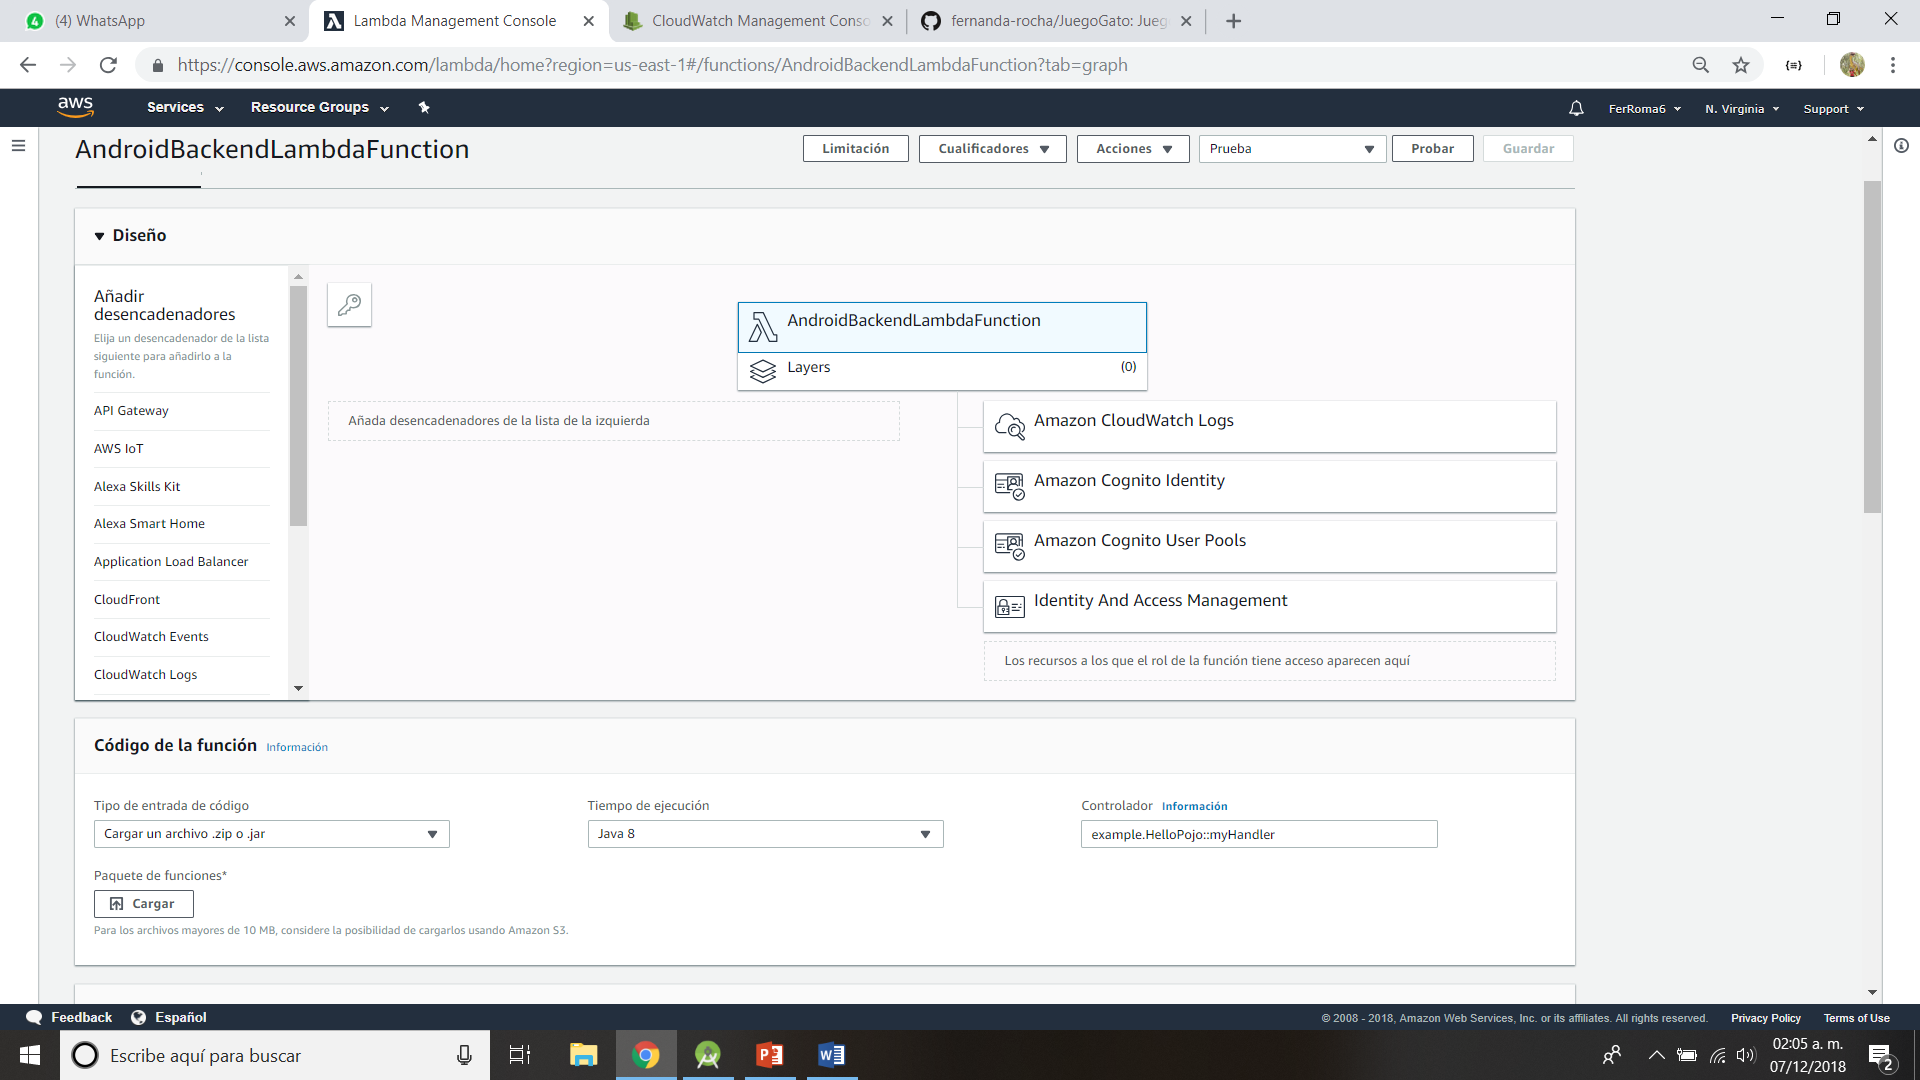 (4) WhatsApp
Lambda Management Console
CloudWatch Management Conso
fernanda-rocha/JuegoGato: Jueg
https://console.aws.amazon.com/lambda/home?region=us-east-1#/functions/AndroidBackendLambdaFunction?tab=graph
aws
Services
Resource Groups
FerRoma6
N. Virginia
Support
AndroidBackendLambdaFunction
Limitación
Cualificadores
Acciones
Prueba
Probar
Guardar
Diseño
Añadir
desencadenadores
Elija un desencadenador de la lista
siguiente para añadirlo a la
función.
API Gateway
AWS IoT
Alexa Skills Kit
Alexa Smart Home
Application Load Balancer
CloudFront
CloudWatch Events
CloudWatch Logs
AndroidBackendLambdaFunction
Layers (0)
Añada desencadenadores de la lista de la izquierda
Amazon CloudWatch Logs
Amazon Cognito Identity
Amazon Cognito User Pools
Identity And Access Management
Los recursos a los que el rol de la función tiene acceso aparecen aquí
Código de la función Información
Tipo de entrada de código
Cargar un archivo .zip o .jar
Tiempo de ejecución
Java 8
Controlador Información
example.HelloPojo::myHandler
Paquete de funciones*
Cargar
Para los archivos mayores de 10 MB, considere la posibilidad de cargarlos usando Amazon S3.
Feedback
Español
© 2008 - 2018, Amazon Web Services, Inc. or its affiliates. All rights reserved.
Privacy Policy
Terms of Use
Escribe aquí para buscar
02:05 a. m.
07/12/2018
2